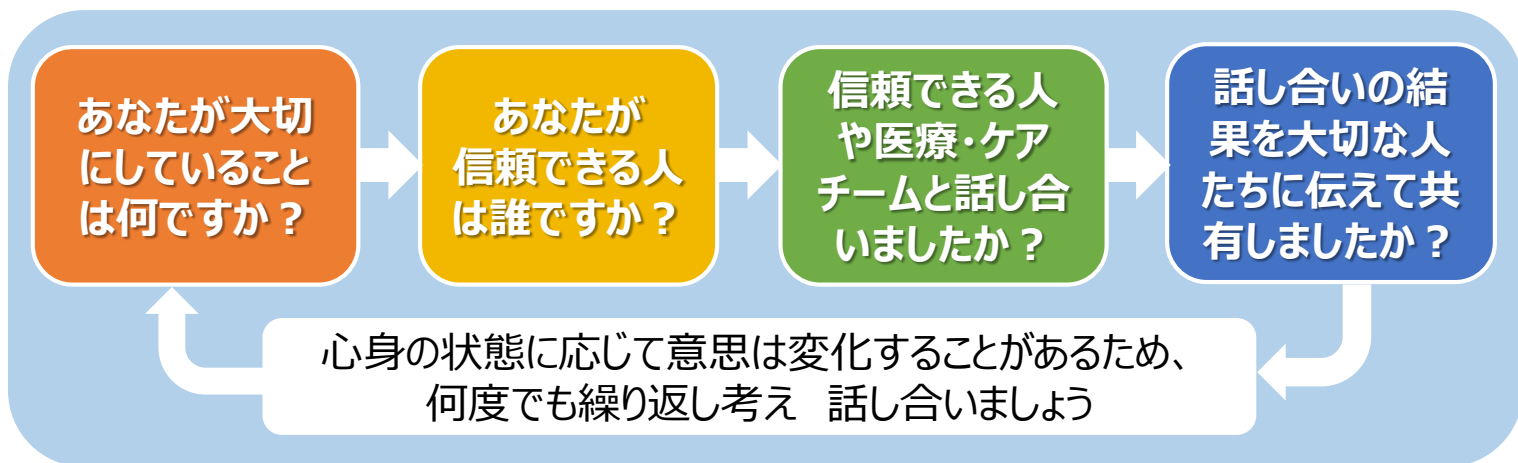 あなたが大切
にしていること
は何ですか？
あなたが
信頼できる人
は誰ですか？
信頼できる人
や医療・ケア
チームと話し合
いましたか？
話し合いの結
果を大切な人
たちに伝えて共
有しましたか？
心身の状態に応じて意思は変化することがあるため、
何度でも繰り返し考え　話し合いましょう